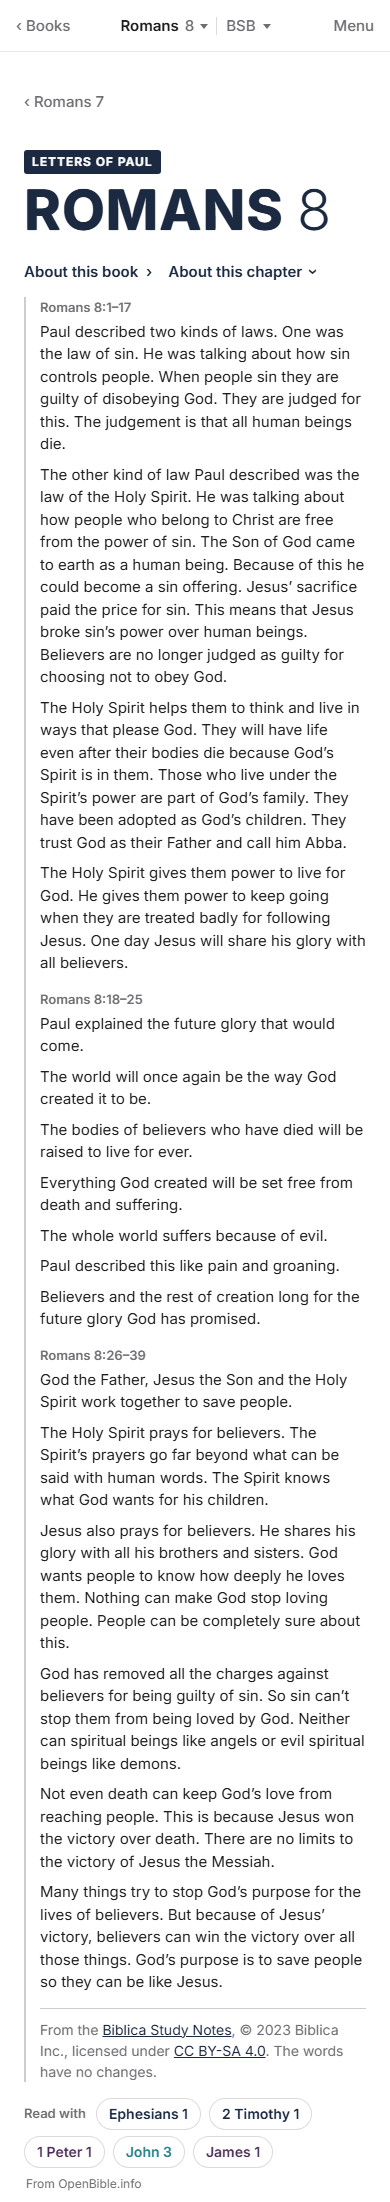 ‹ Books Romans 8 BSB Menu
‹ Romans 7
LETTERS OF PAUL
ROMANS 8
About this book › About this chapter
Romans 8:1–17
Paul described two kinds of laws. One was
the law of sin. He was talking about how sin
controls people. When people sin they are
guilty of disobeying God. They are judged for
this. The judgement is that all human beings
die.
The other kind of law Paul described was the
law of the Holy Spirit. He was talking about
how people who belong to Christ are free
from the power of sin. The Son of God came
to earth as a human being. Because of this he
could become a sin offering. Jesus’ sacrifice
paid the price for sin. This means that Jesus
broke sin’s power over human beings.
Believers are no longer judged as guilty for
choosing not to obey God.
The Holy Spirit helps them to think and live in
ways that please God. They will have life
even after their bodies die because God’s
Spirit is in them. Those who live under the
Spirit’s power are part of God’s family. They
have been adopted as God’s children. They
trust God as their Father and call him Abba.
The Holy Spirit gives them power to live for
God. He gives them power to keep going
when they are treated badly for following
Jesus. One day Jesus will share his glory with
all believers.
Romans 8:18–25
Paul explained the future glory that would
come.
The world will once again be the way God
created it to be.
The bodies of believers who have died will be
raised to live for ever.
Everything God created will be set free from
death and suffering.
The whole world suffers because of evil.
Paul described this like pain and groaning.
Believers and the rest of creation long for the
future glory God has promised.
Romans 8:26–39
God the Father, Jesus the Son and the Holy
Spirit work together to save people.
The Holy Spirit prays for believers. The
Spirit’s prayers go far beyond what can be
said with human words. The Spirit knows
what God wants for his children.
Jesus also prays for believers. He shares his
glory with all his brothers and sisters. God
wants people to know how deeply he loves
them. Nothing can make God stop loving
people. People can be completely sure about
this.
God has removed all the charges against
believers for being guilty of sin. So sin can’t
stop them from being loved by God. Neither
can spiritual beings like angels or evil spiritual
beings like demons.
Not even death can keep God’s love from
reaching people. This is because Jesus won
the victory over death. There are no limits to
the victory of Jesus the Messiah.
Many things try to stop God’s purpose for the
lives of believers. But because of Jesus’
victory, believers can win the victory over all
those things. God’s purpose is to save people
so they can be like Jesus.
From the Biblica Study Notes, © 2023 Biblica
Inc., licensed under CC BY-SA 4.0. The words
have no changes.
Read with Ephesians 1 2 Timothy 1
1 Peter 1 John 3 James 1
From OpenBible.info